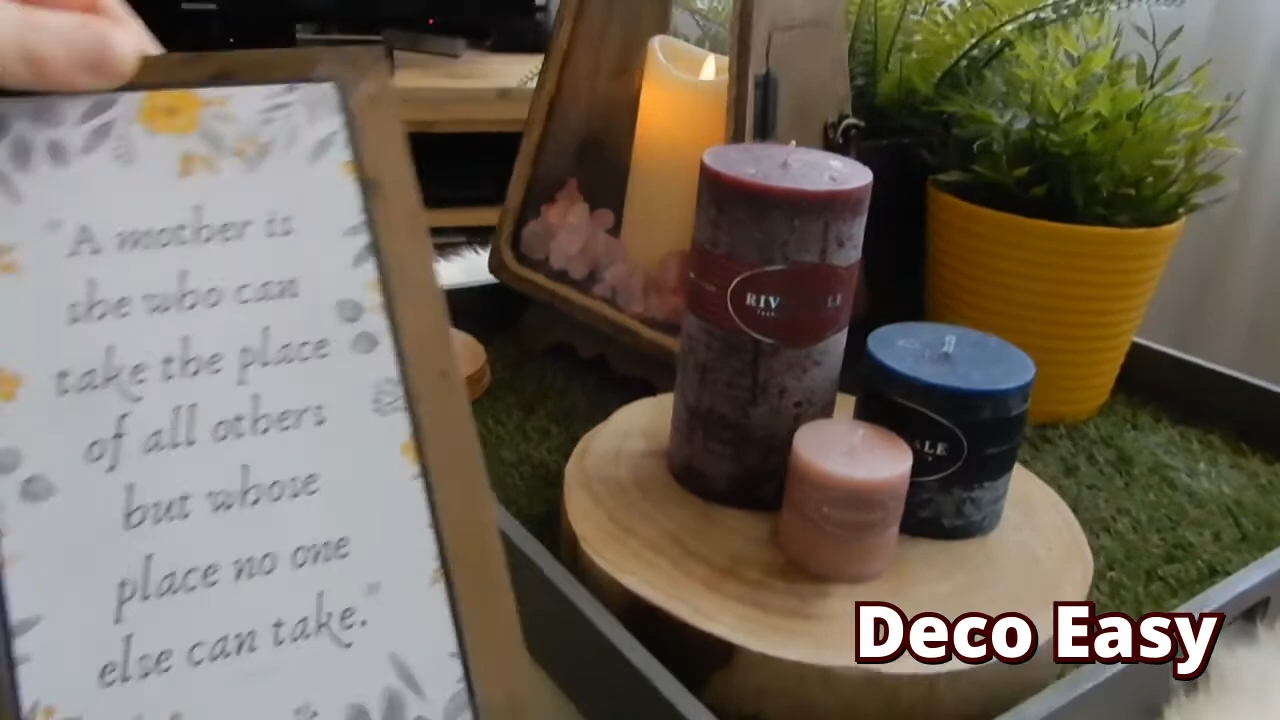 "A mother is
she who can
take the place
of all others
but whose
place no one
else can take."
Deco Easy